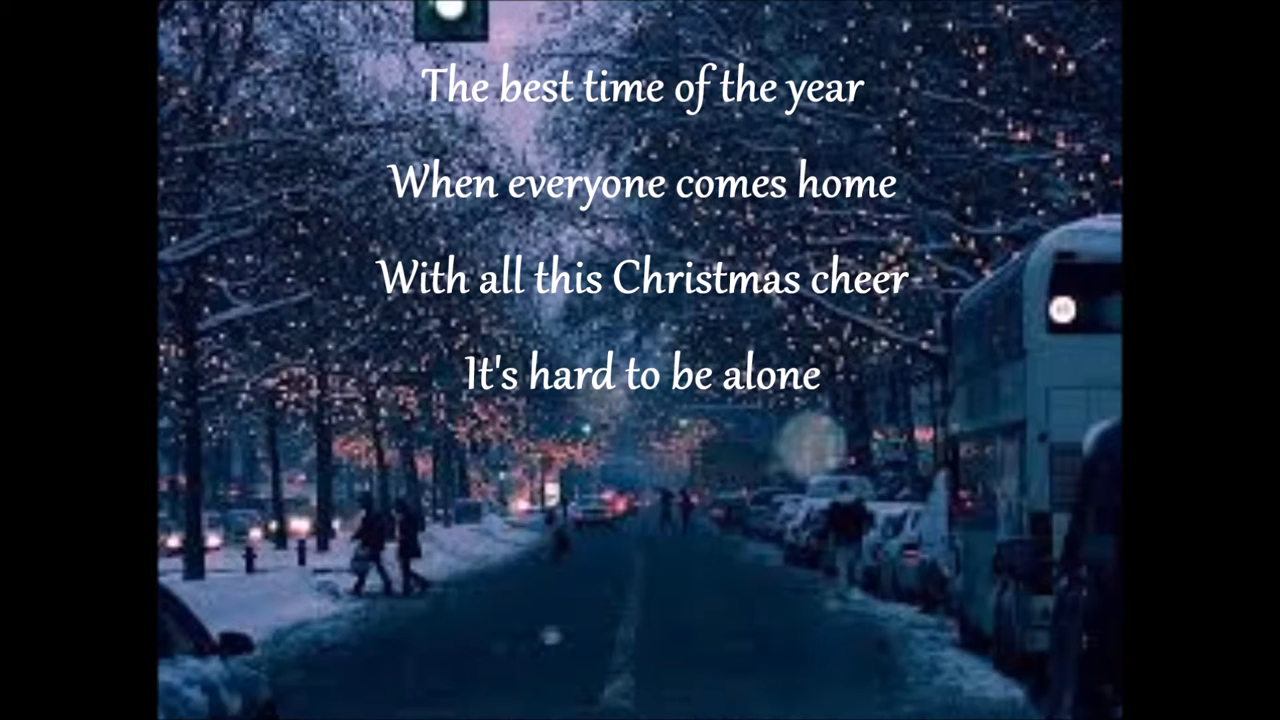 The best time of the year
When everyone comes home
With all this Christmas cheer
It's hard to be alone